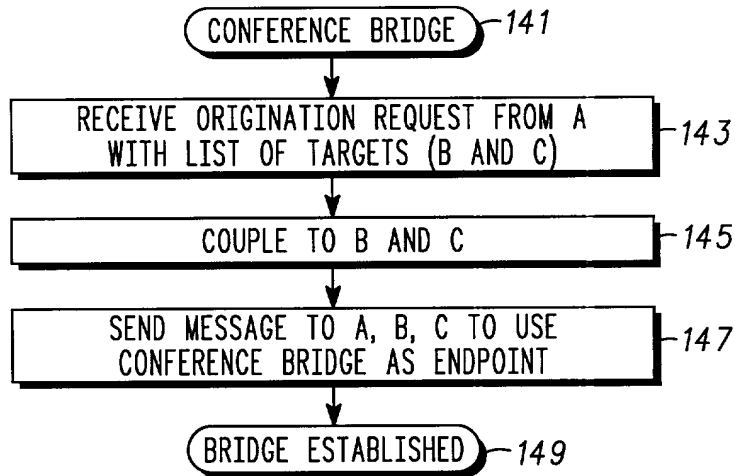 CONFERENCE BRIDGE 141
RECEIVE ORIGINATION REQUEST FROM A
WITH LIST OF TARGETS (B AND C)
143
COUPLE TO B AND C 145
SEND MESSAGE TO A, B, C TO USE
CONFERENCE BRIDGE AS ENDPOINT
147
BRIDGE ESTABLISHED 149